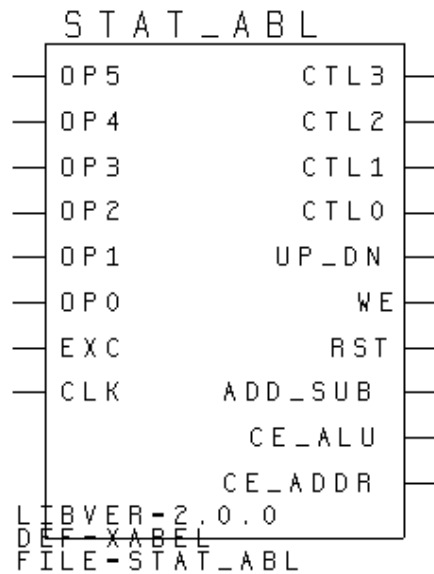 STAT_ABL
OP5 CTL3
OP4 CTL2
OP3 CTL1
OP2 CTL0
OP1 UP_DN
OP0 WE
EXC RST
CLK ADD_SUB
CE_ALU
CE_ADDR
LIBVER-2.0.0
DEF-XABEL
FILE-STAT_ABL